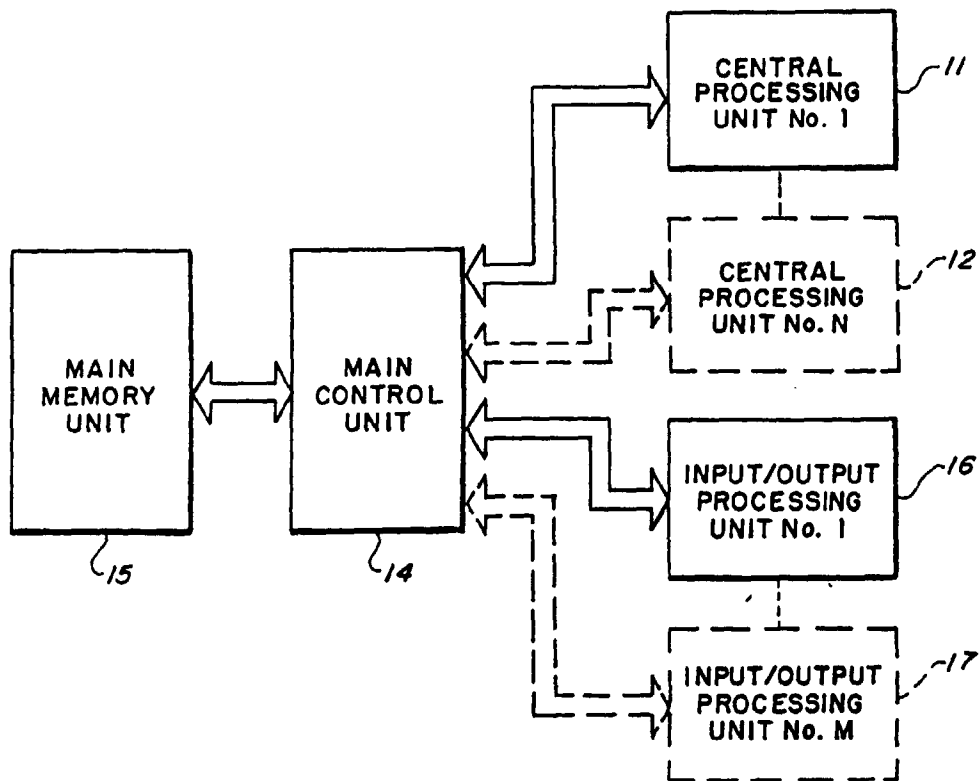 CENTRAL
PROCESSING
UNIT No. 1
11
CENTRAL
PROCESSING
UNIT No. N
12
MAIN
MEMORY
UNIT
15
MAIN
CONTROL
UNIT
14
INPUT/OUTPUT
PROCESSING
UNIT No. 1
16
INPUT/OUTPUT
PROCESSING
UNIT No. M
17